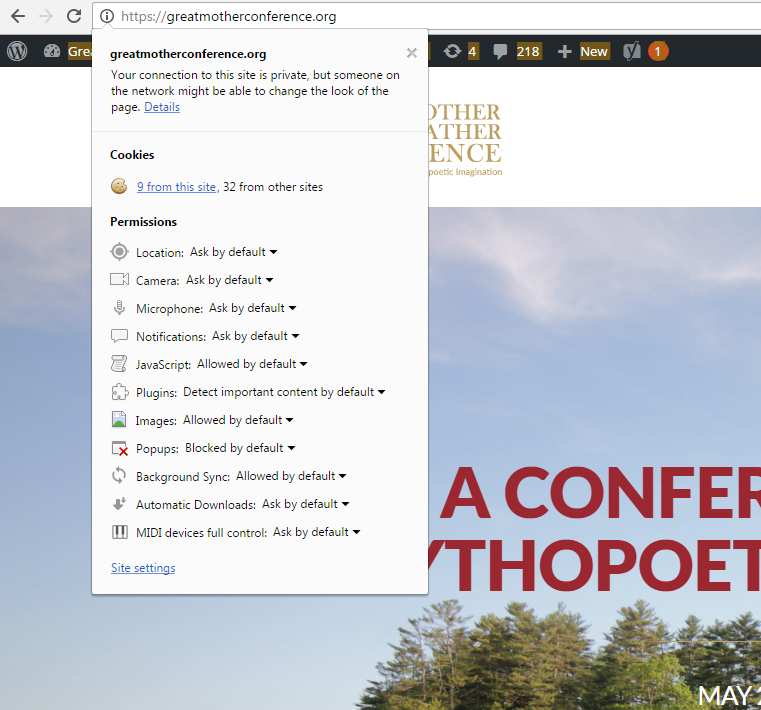 https://greatmotherconference.org
Grea
4
218
New
1
greatmotherconference.org
Your connection to this site is private, but someone on
the network might be able to change the look of the
page. Details
OTHER
ATHER
ENCE
poetic Imagination
Cookies
9 from this site, 32 from other sites
Permissions
Location: Ask by default
Camera: Ask by default
Microphone: Ask by default
Notifications: Ask by default
JavaScript: Allowed by default
Plugins: Detect important content by default
Images: Allowed by default
Popups: Blocked by default
Background Sync: Allowed by default
Automatic Downloads: Ask by default
MIDI devices full control: Ask by default
Site settings
A CONFER
YTHOPOET
MAY 2